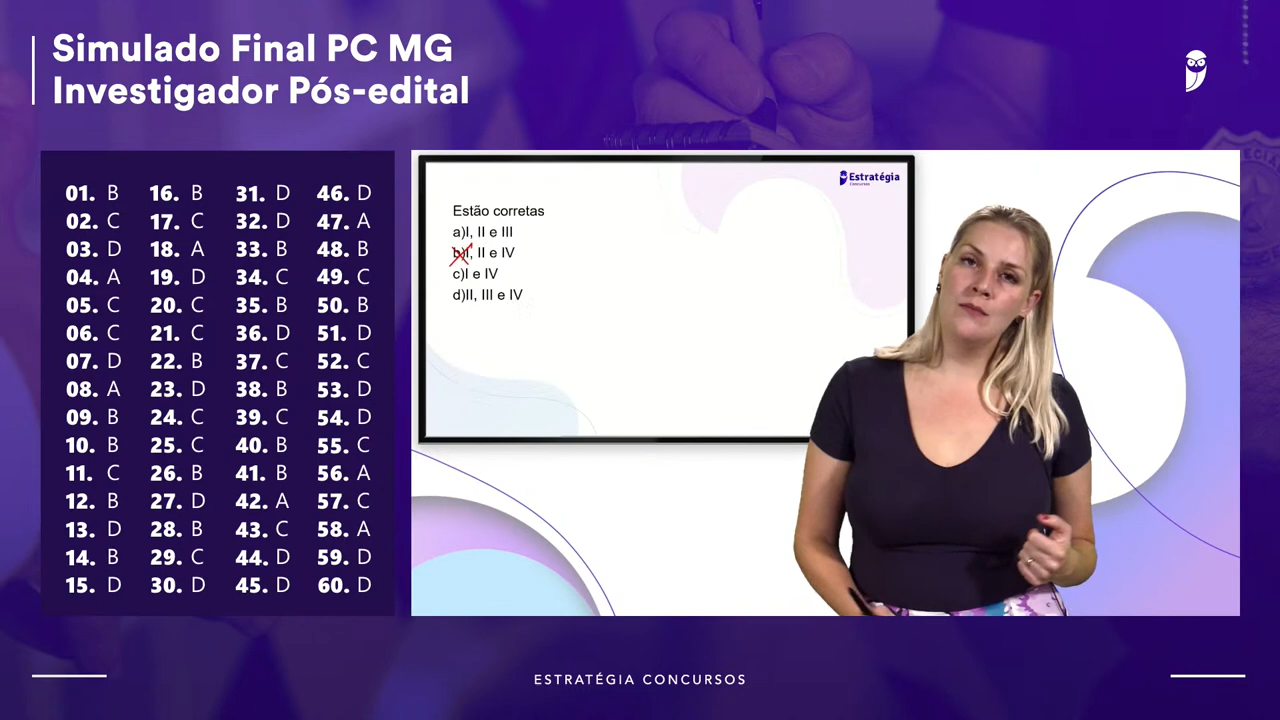 Simulado Final PC MG
Investigador Pós-edital
01. B 16. B 31. D 46. D
02. C 17. C 32. D 47. A
03. D 18. A 33. B 48. B
04. A 19. D 34. C 49. C
05. C 20. C 35. B 50. B
06. C 21. C 36. D 51. D
07. D 22. B 37. C 52. C
08. A 23. D 38. B 53. D
09. B 24. C 39. C 54. D
10. B 25. C 40. B 55. C
11. C 26. B 41. B 56. A
12. B 27. D 42. A 57. C
13. D 28. B 43. C 58. A
14. B 29. C 44. D 59. D
15. D 30. D 45. D 60. D
Estratégia
Concursos
Estão corretas
a)I, II e III
b)I, II e IV
c)I e IV
d)II, III e IV
ESTRATÉGIA CONCURSOS